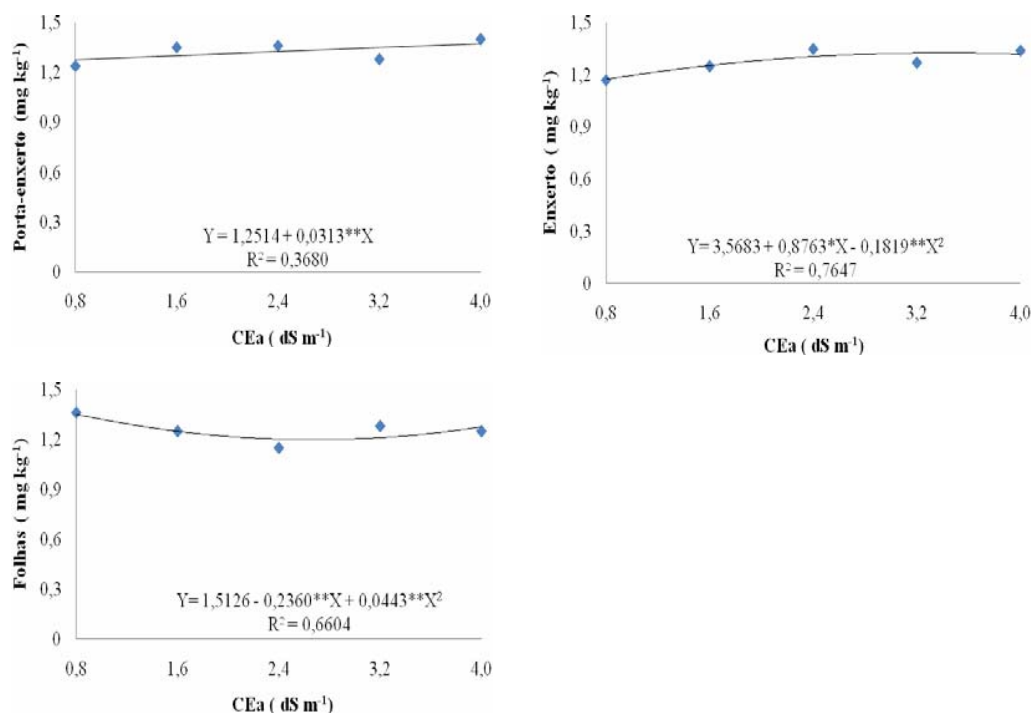 Porta-enxerto (mg kg⁻¹)
1,5
1,2
0,9
0,6
0,3
0
Y = 1,2514 + 0,0313**X
R² = 0,3680
0,8 1,6 2,4 3,2 4,0
CEa ( dS m⁻¹)
Enxerto ( mg kg⁻¹)
1,5
1,2
0,9
0,6
0,3
0
Y= 3,5683 + 0,8763*X - 0,1819**X²
R² = 0,7647
0,8 1,6 2,4 3,2 4,0
CEa ( dS m⁻¹)
Folhas ( mg kg⁻¹)
1,5
1,2
0,9
0,6
0,3
0
Y= 1,5126 - 0,2360**X + 0,0443**X²
R² = 0,6604
0,8 1,6 2,4 3,2 4,0
CEa ( dS m⁻¹)